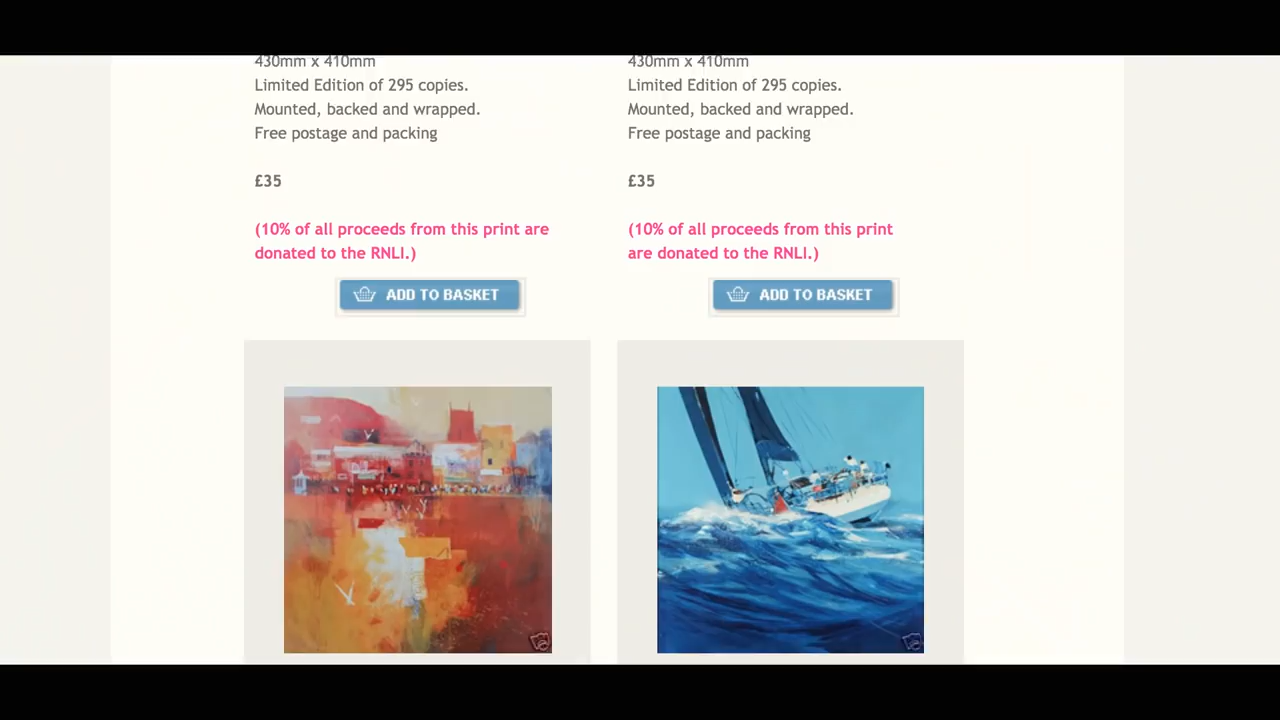 430mm x 410mm
Limited Edition of 295 copies.
Mounted, backed and wrapped.
Free postage and packing
£35
(10% of all proceeds from this print are
donated to the RNLI.)
ADD TO BASKET
430mm x 410mm
Limited Edition of 295 copies.
Mounted, backed and wrapped.
Free postage and packing
£35
(10% of all proceeds from this print
are donated to the RNLI.)
ADD TO BASKET